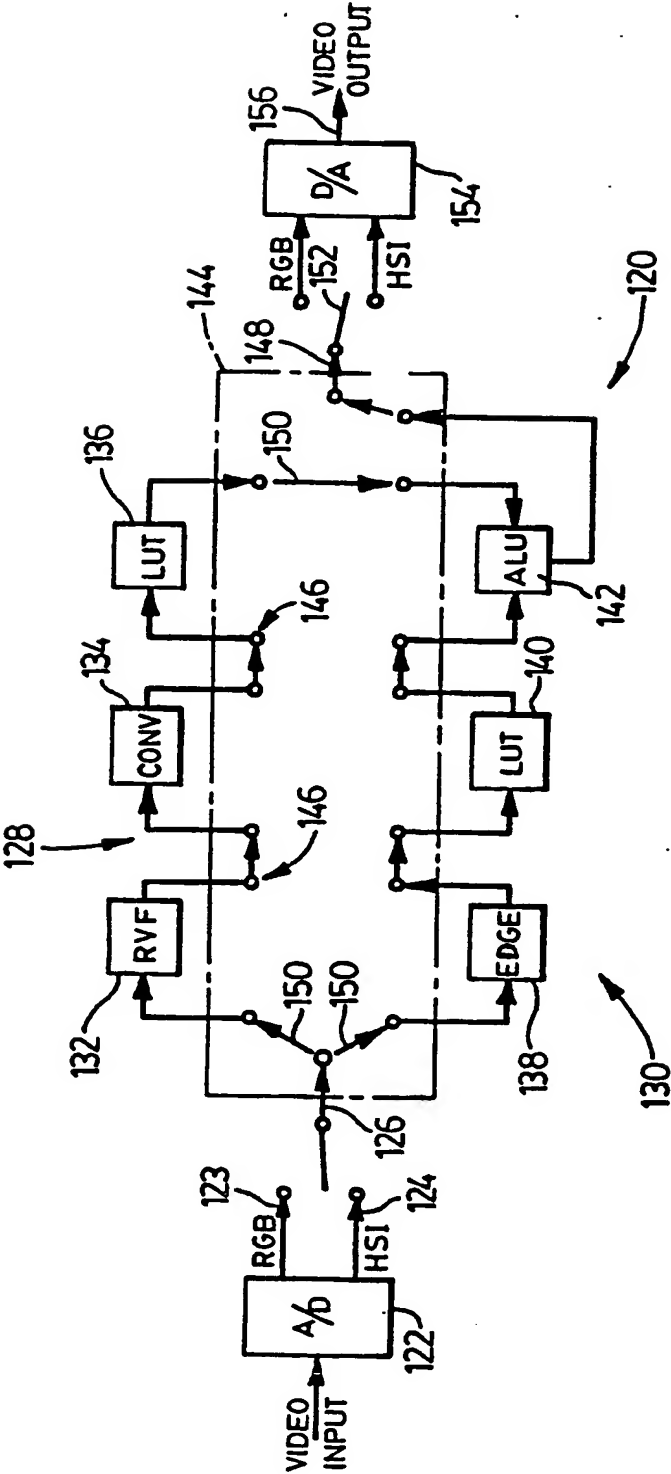 VIDEO
INPUT
A/D
122
RGB
HSI
123
124
126
144
150
150
132
RVF
128
134
CONV
136
LUT
146
146
150
130
138
EDGE
LUT
140
ALU
142
148
152
RGB
HSI
D/A
154
156
VIDEO
OUTPUT
120